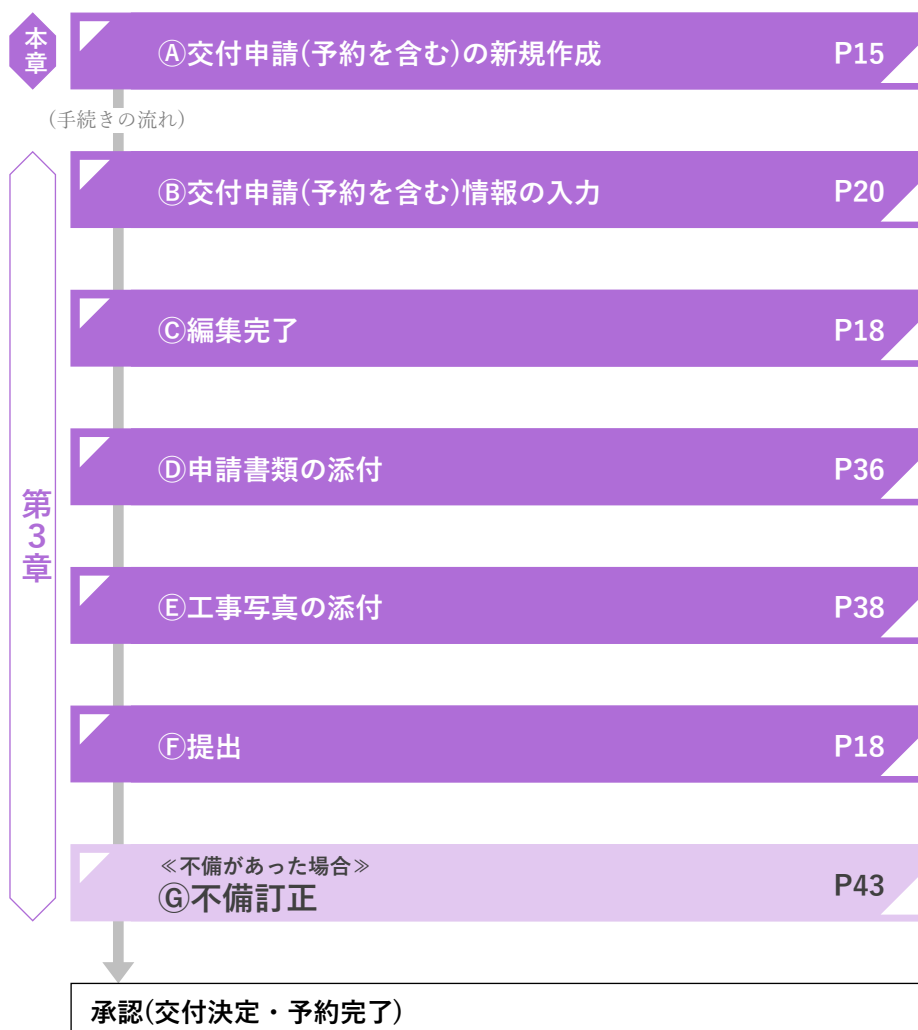 本章
Ⓐ交付申請(予約を含む)の新規作成 P15
(手続きの流れ)
Ⓑ交付申請(予約を含む)情報の入力 P20
Ⓒ編集完了 P18
Ⓓ申請書類の添付 P36
第3章
Ⓔ工事写真の添付 P38
Ⓕ提出 P18
≪不備があった場合≫
Ⓖ不備訂正 P43
承認(交付決定・予約完了)